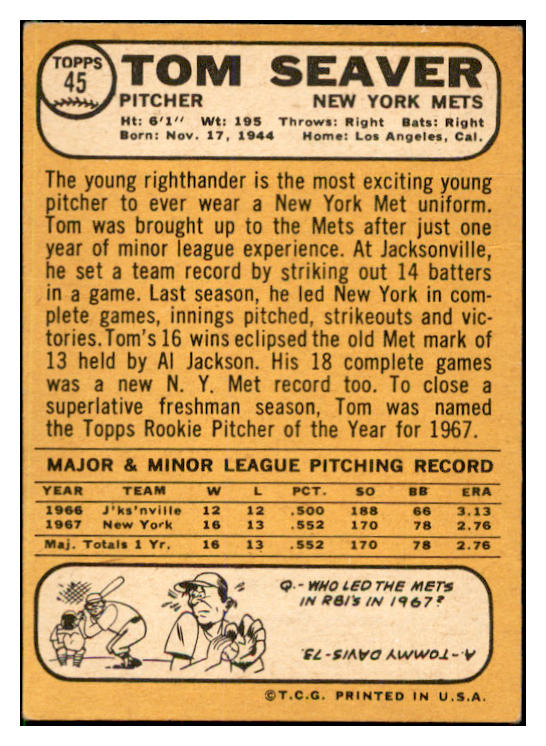 TOPPS
45
TOM SEAVER
PITCHER NEW YORK METS
Ht: 6'1" Wt: 195 Throws: Right Bats: Right
Born: Nov. 17, 1944 Home: Los Angeles, Cal.
The young righthander is the most exciting young
pitcher to ever wear a New York Met uniform.
Tom was brought up to the Mets after just one
year of minor league experience. At Jacksonville,
he set a team record by striking out 14 batters
in a game. Last season, he led New York in com-
plete games, innings pitched, strikeouts and vic-
tories. Tom's 16 wins eclipsed the old Met mark of
13 held by Al Jackson. His 18 complete games
was a new N. Y. Met record too. To close a
superlative freshman season, Tom was named
the Topps Rookie Pitcher of the Year for 1967.
MAJOR & MINOR LEAGUE PITCHING RECORD
YEAR TEAM W L PCT. SO BB ERA
1966 J'ks'nville 12 12 .500 188 66 3.13
1967 New York 16 13 .552 170 78 2.76
Maj. Totals 1 Yr. 16 13 .552 170 78 2.76
Q.- WHO LED THE METS
IN RBI'S IN 1967?
A.- TOMMY DAVIS - 73.
©T.C.G. PRINTED IN U.S.A.